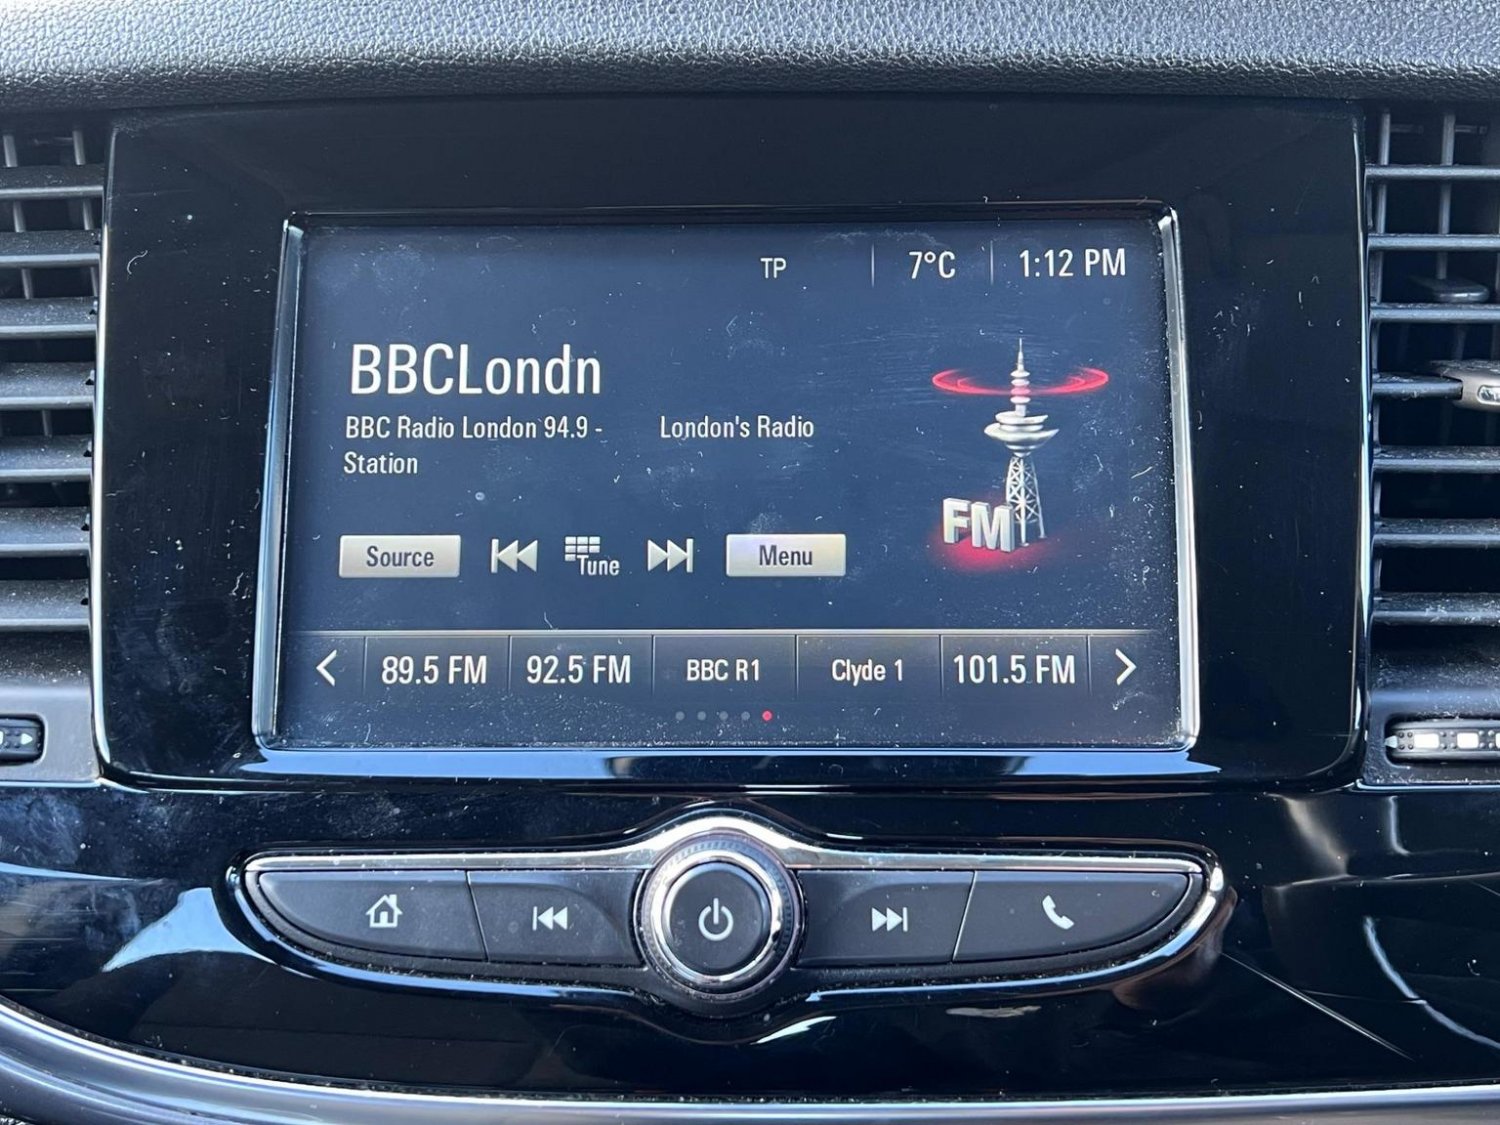 TP 7°C 1:12 PM
BBCLondn
BBC Radio London 94.9 - London's Radio
Station
Source Tune Menu
FM
89.5 FM 92.5 FM BBC R1 Clyde 1 101.5 FM